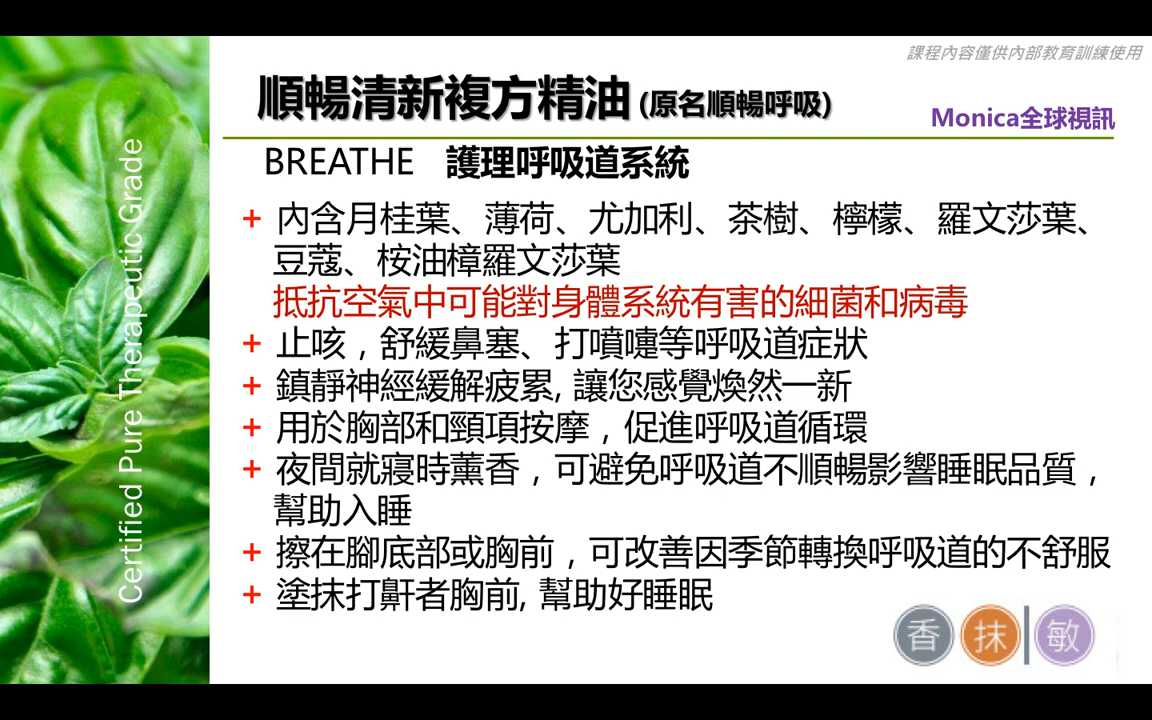 課程內容僅供內部教育訓練使用
順暢清新複方精油 (原名順暢呼吸)
Monica全球視訊
BREATHE 護理呼吸道系統
+ 內含月桂葉、薄荷、尤加利、茶樹、檸檬、羅文莎葉、
豆蔻、桉油樟羅文莎葉
抵抗空氣中可能對身體系統有害的細菌和病毒
+ 止咳，舒緩鼻塞、打噴嚏等呼吸道症狀
+ 鎮靜神經緩解疲累, 讓您感覺煥然一新
+ 用於胸部和頸項按摩，促進呼吸道循環
+ 夜間就寢時薰香，可避免呼吸道不順暢影響睡眠品質，
幫助入睡
+ 擦在腳底部或胸前，可改善因季節轉換呼吸道的不舒服
+ 塗抹打鼾者胸前, 幫助好睡眠
Certified Pure Therapeutic Grade
香 抹 | 敏